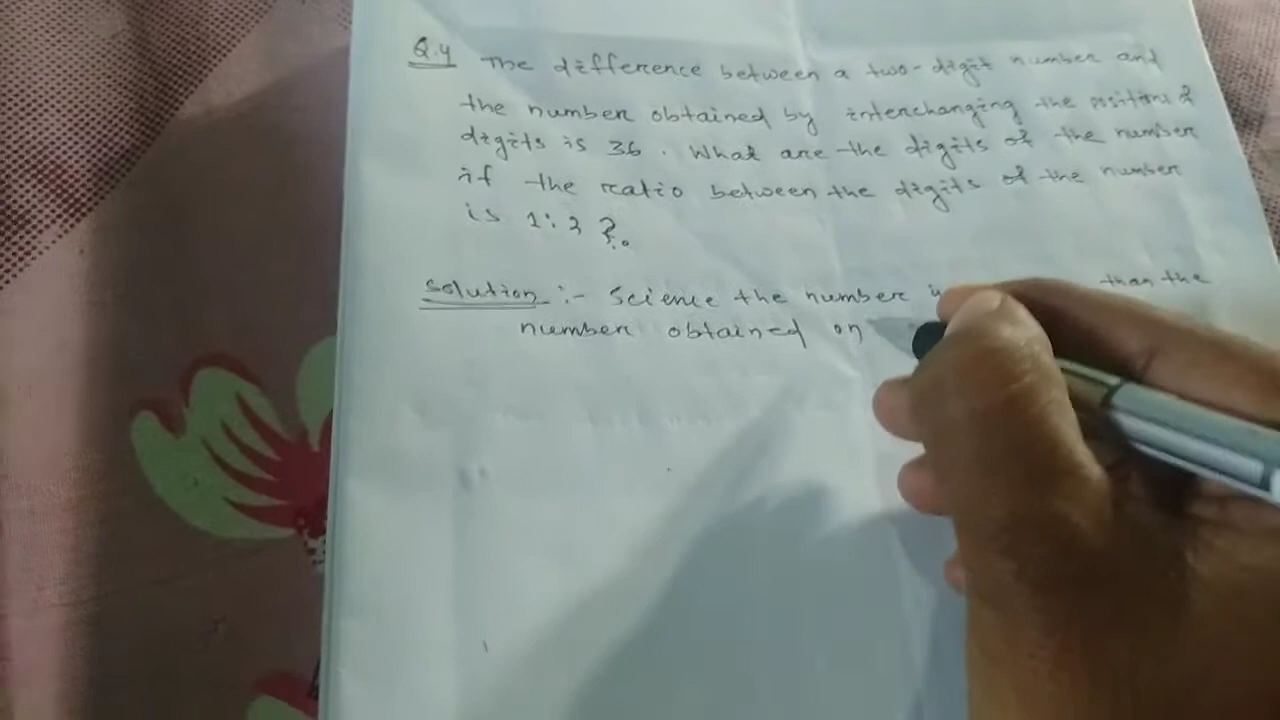 Q.4 The difference between a two-digit number and
the number obtained by interchanging the positions of
digits is 36. What are the digits of the number
if the ratio between the digits of the number
is 1:2 ?.
Solution :- Science the number than the
number obtained on